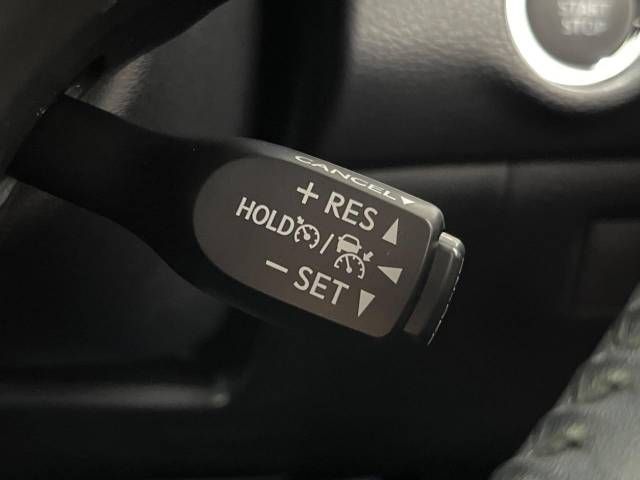 START
STOP
CANCEL▼
+ RES ▲
HOLD /
− SET ▼